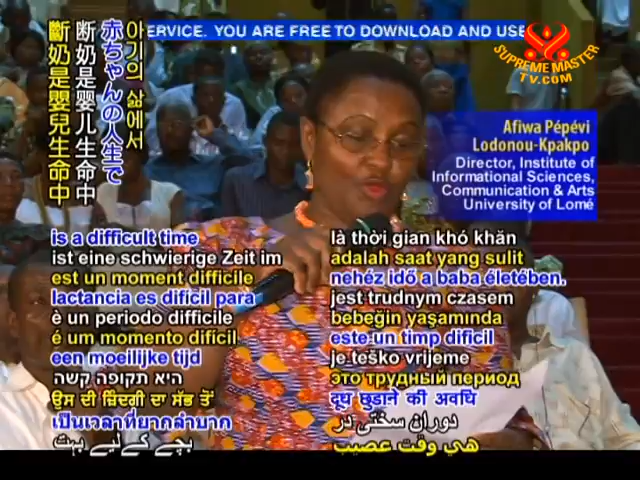 ERVICE. YOU ARE FREE TO DOWNLOAD AND USE
SUPREME MASTER
TV.COM
Afiwa Pépévi
Lodonou-Kpakpo
Director, Institute of
Informational Sciences,
Communication & Arts
University of Lomé
아기의 삶에서
赤ちゃんの人生で
断奶是婴儿生命中
斷奶是嬰兒生命中
is a difficult time
ist eine schwierige Zeit im
est un moment difficile
lactancia es difícil para
è un periodo difficile
é um momento difícil
een moeilijke tijd
היא תקופה קשה
ਉਸ ਦੀ ਜ਼ਿੰਦਗੀ ਦਾ ਸੱਭ ਤੋਂ
เป็นเวลาที่ยากลำบาก
بچے کے لیے بہت
là thời gian khó khăn
adalah saat yang sulit
nehéz idő a baba életében.
jest trudnym czasem
bebeğin yaşamında
este un timp dificil
je teško vrijeme
это трудный период
दूध छुड़ाने की अवधि
دوران سختی در
هي وقت عصيب